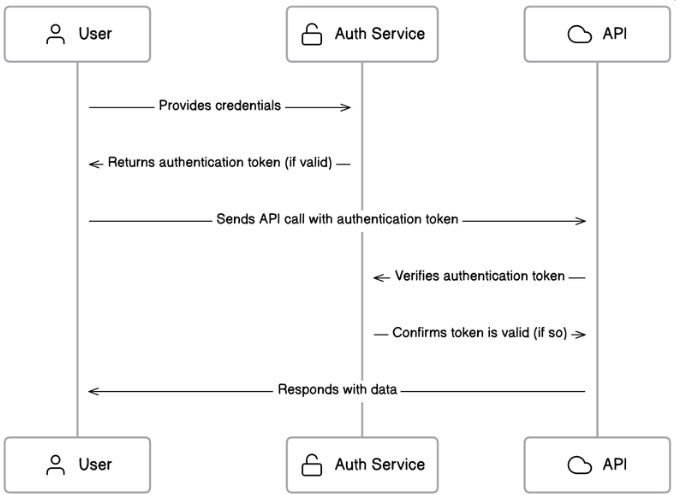 User
Auth Service
API
Provides credentials
Returns authentication token (if valid)
Sends API call with authentication token
Verifies authentication token
Confirms token is valid (if so)
Responds with data
User
Auth Service
API